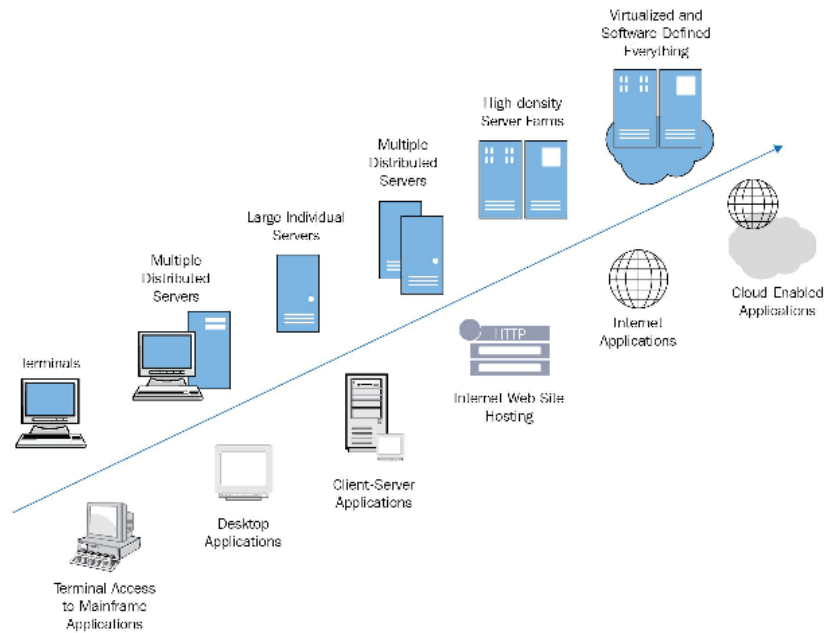 Virtualized and
Software Defined
Everything
High density
Server Farms
Multiple
Distributed
Servers
Large Individual
Servers
Multiple
Distributed
Servers
Terminals
Cloud Enabled
Applications
Internet
Applications
HTTP
Internet Web Site
Hosting
Client-Server
Applications
Desktop
Applications
Terminal Access
to Mainframe
Applications